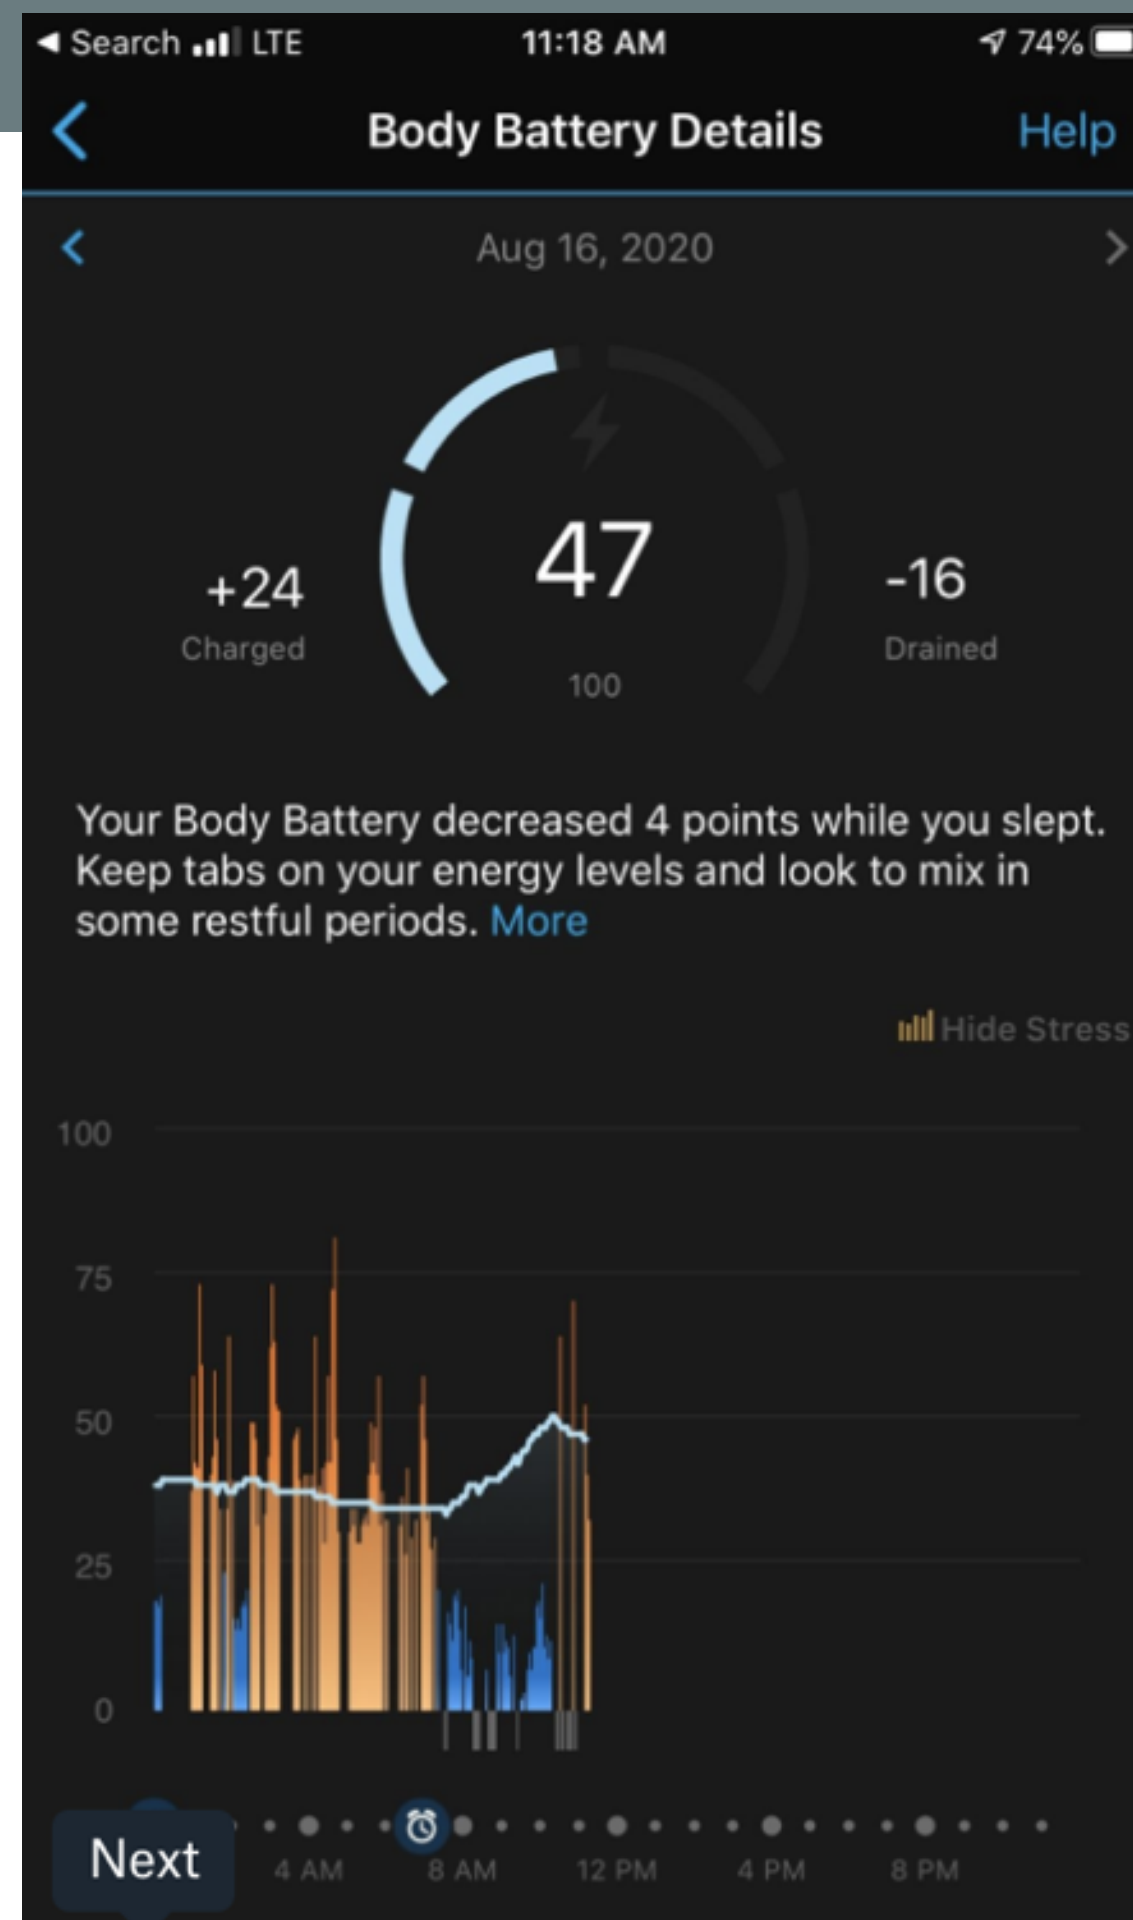 Search LTE 11:18 AM 74%
Body Battery Details Help
Aug 16, 2020
47
+24 -16
Charged Drained
100
Your Body Battery decreased 4 points while you slept.
Keep tabs on your energy levels and look to mix in
some restful periods. More
Hide Stress
100
75
50
25
0
Next
4 AM 8 AM 12 PM 4 PM 8 PM